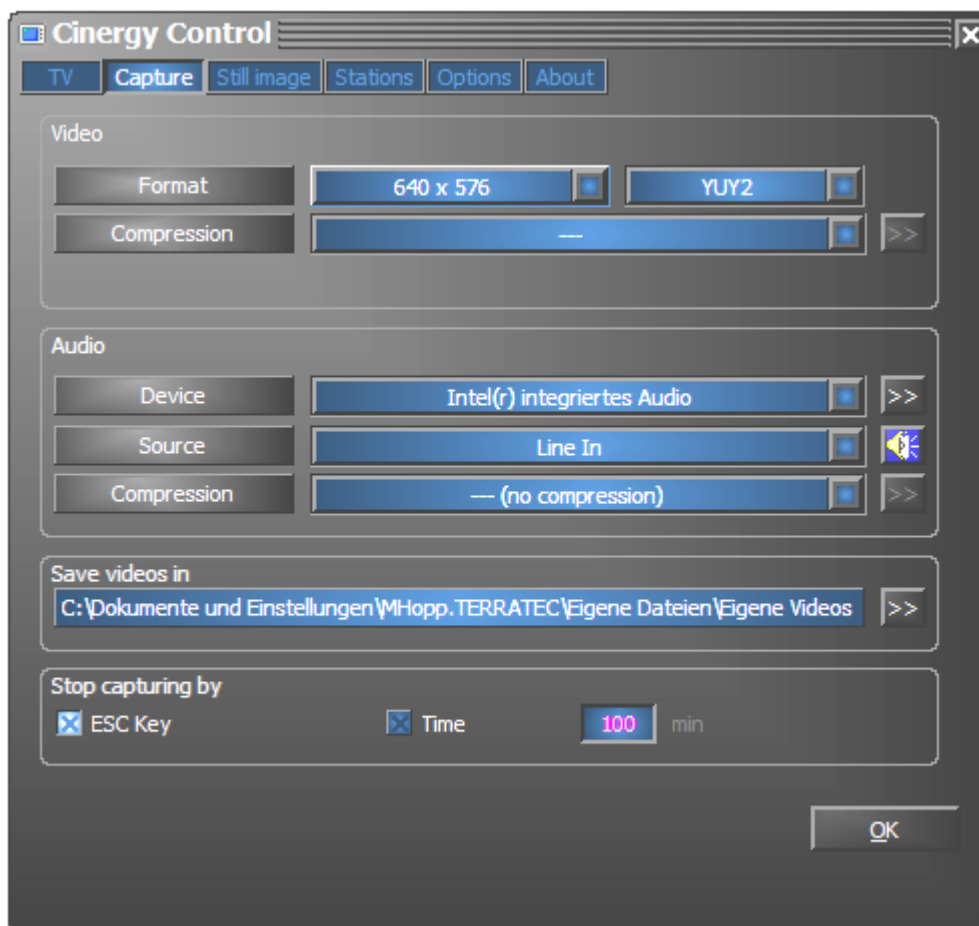 Cinergy Control
TV Capture Still image Stations Options About
Video
Format 640 x 576 YUY2
Compression --- >>
Audio
Device Intel(r) integriertes Audio >>
Source Line In
Compression --- (no compression) >>
Save videos in
C:\Dokumente und Einstellungen\MHopp.TERRATEC\Eigene Dateien\Eigene Videos >>
Stop capturing by
ESC Key Time 100 min
OK